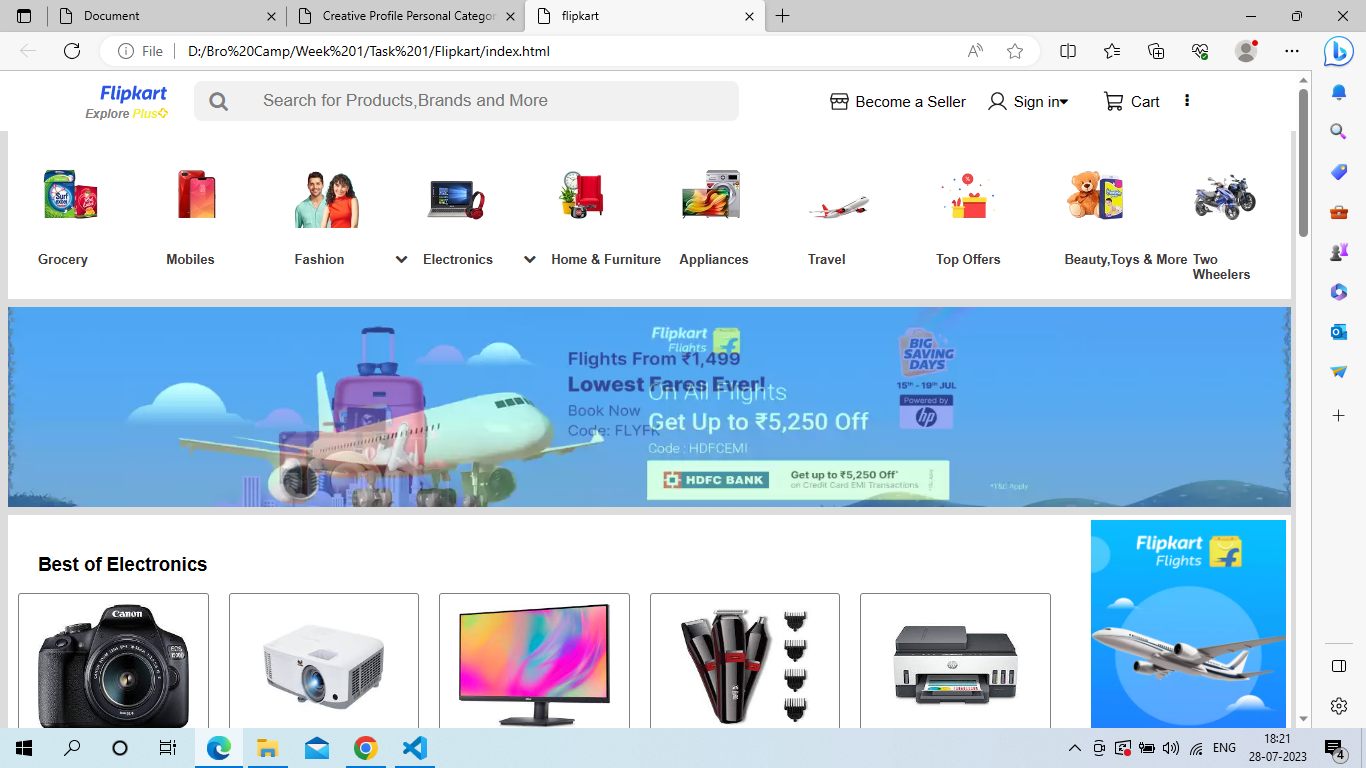 Document
Creative Profile Personal Categor
flipkart
File
D:/Bro%20Camp/Week%201/Task%201/Flipkart/index.html
Flipkart
Explore Plus
Search for Products,Brands and More
Become a Seller
Sign in
Cart
Grocery
Mobiles
Fashion
Electronics
Home & Furniture
Appliances
Travel
Top Offers
Beauty,Toys & More
Two
Wheelers
Flipkart
Flights
Flights From ₹1,499
Lowest Fares Ever!
Book Now
Code: FLYFR
On All Flights
Get Up to ₹5,250 Off
Code : HDFCEMI
HDFC BANK
Get up to ₹5,250 Off*
on Credit Card EMI Transactions
*T&C Apply
BIG
SAVING
DAYS
15th - 19th JUL
Powered by
hp
Best of Electronics
Canon
EOS
Flipkart
Flights
ENG
18:21
28-07-2023
4